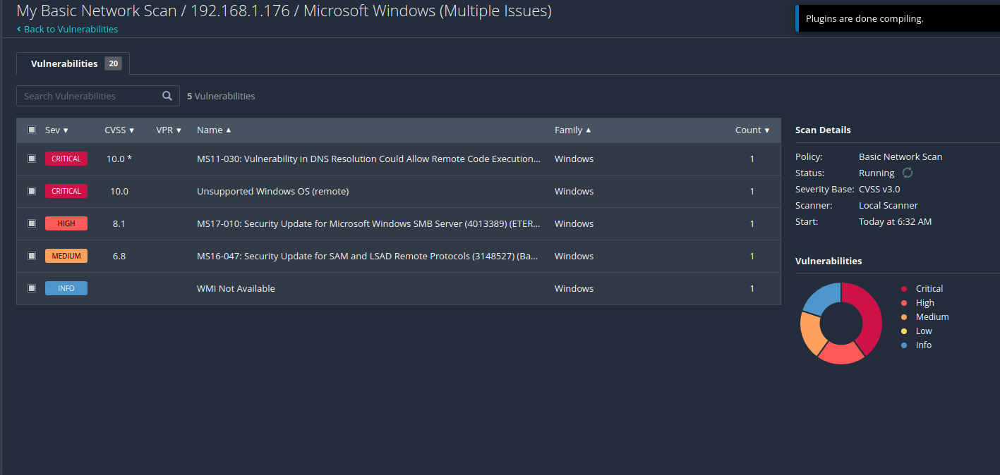 My Basic Network Scan / 192.168.1.176 / Microsoft Windows (Multiple Issues)
Plugins are done compiling.
‹ Back to Vulnerabilities
Vulnerabilities 20
Search Vulnerabilities 5 Vulnerabilities
Sev ▼ CVSS ▼ VPR ▼ Name ▲ Family ▲ Count ▼
CRITICAL 10.0 * MS11-030: Vulnerability in DNS Resolution Could Allow Remote Code Execution... Windows 1
CRITICAL 10.0 Unsupported Windows OS (remote) Windows 1
HIGH 8.1 MS17-010: Security Update for Microsoft Windows SMB Server (4013389) (ETER... Windows 1
MEDIUM 6.8 MS16-047: Security Update for SAM and LSAD Remote Protocols (3148527) (Ba... Windows 1
INFO WMI Not Available Windows 1
Scan Details
Policy: Basic Network Scan
Status: Running
Severity Base: CVSS v3.0
Scanner: Local Scanner
Start: Today at 6:32 AM
Vulnerabilities
Critical
High
Medium
Low
Info